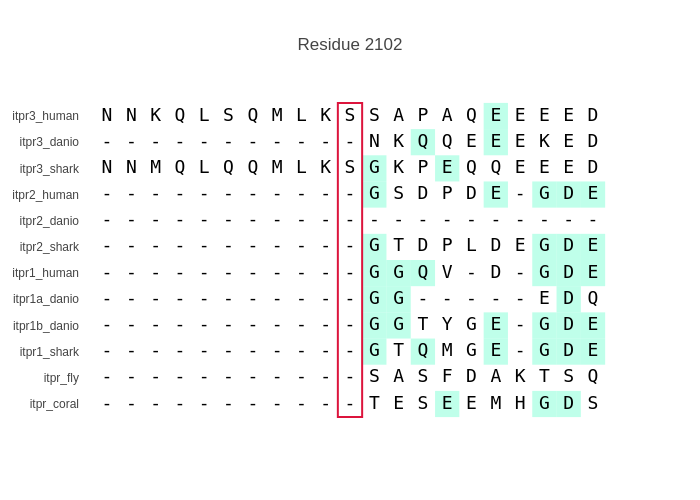 Residue 2102
itpr3_human N N K Q L S Q M L K S S A P A Q E E E E D
itpr3_danio - - - - - - - - - - - N K Q Q E E E K E D
itpr3_shark N N M Q L Q Q M L K S G K P E Q Q E E E D
itpr2_human - - - - - - - - - - - G S D P D E - G D E
itpr2_danio - - - - - - - - - - - - - - - - - - - - -
itpr2_shark - - - - - - - - - - - G T D P L D E G D E
itpr1_human - - - - - - - - - - - G G Q V - D - G D E
itpr1a_danio - - - - - - - - - - - G G - - - - - E D Q
itpr1b_danio - - - - - - - - - - - G G T Y G E - G D E
itpr1_shark - - - - - - - - - - - G T Q M G E - G D E
itpr_fly - - - - - - - - - - - S A S F D A K T S Q
itpr_coral - - - - - - - - - - - T E S E E M H G D S